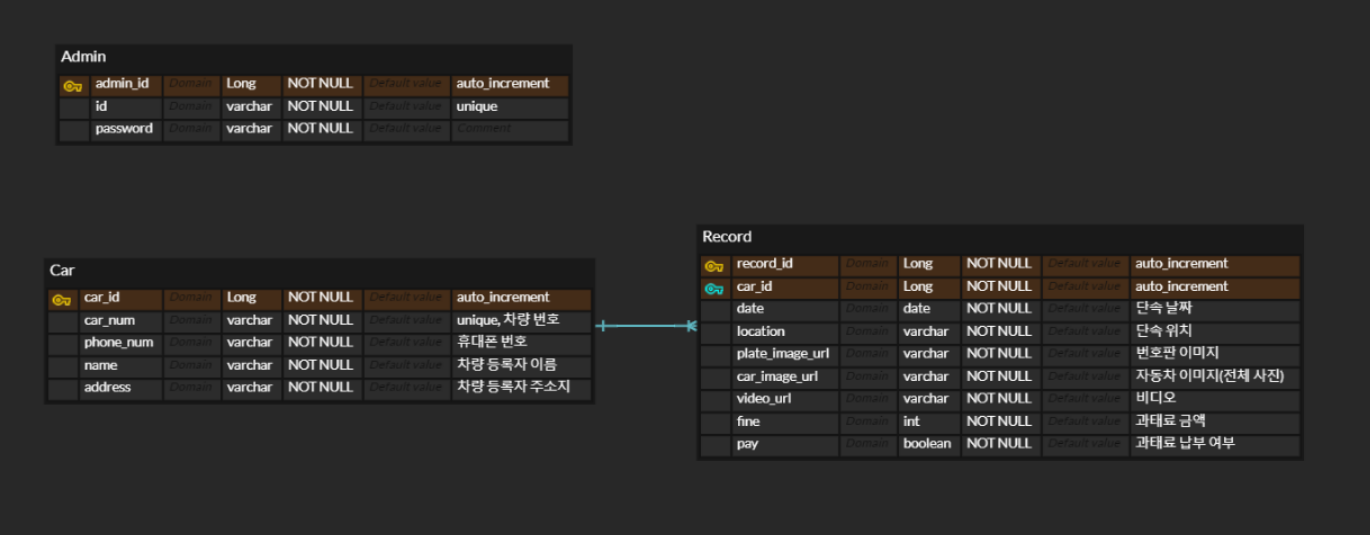 Admin
admin_id Domain Long NOT NULL Default value auto_increment
id Domain varchar NOT NULL Default value unique
password Domain varchar NOT NULL Default value Comment
Car
car_id Domain Long NOT NULL Default value auto_increment
car_num Domain varchar NOT NULL Default value unique, 차량 번호
phone_num Domain varchar NOT NULL Default value 휴대폰 번호
name Domain varchar NOT NULL Default value 차량 등록자 이름
address Domain varchar NOT NULL Default value 차량 등록자 주소지
Record
record_id Domain Long NOT NULL Default value auto_increment
car_id Domain Long NOT NULL Default value auto_increment
date Domain date NOT NULL Default value 단속 날짜
location Domain varchar NOT NULL Default value 단속 위치
plate_image_url Domain varchar NOT NULL Default value 번호판 이미지
car_image_url Domain varchar NOT NULL Default value 자동차 이미지(전체 사진)
video_url Domain varchar NOT NULL Default value 비디오
fine Domain int NOT NULL Default value 과태료 금액
pay Domain boolean NOT NULL Default value 과태료 납부 여부